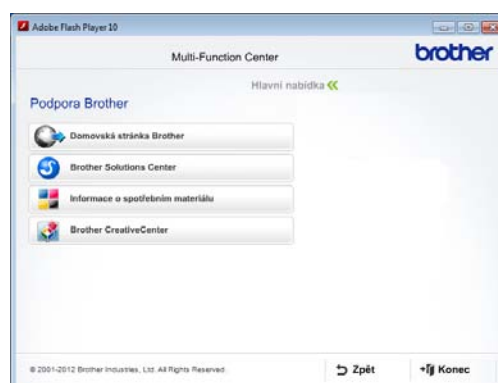 Adobe Flash Player 10
Multi-Function Center
brother
Hlavní nabídka
Podpora Brother
Domovská stránka Brother
Brother Solutions Center
Informace o spotřebním materiálu
Brother CreativeCenter
© 2001-2012 Brother Industries, Ltd. All Rights Reserved.
Zpět
Konec